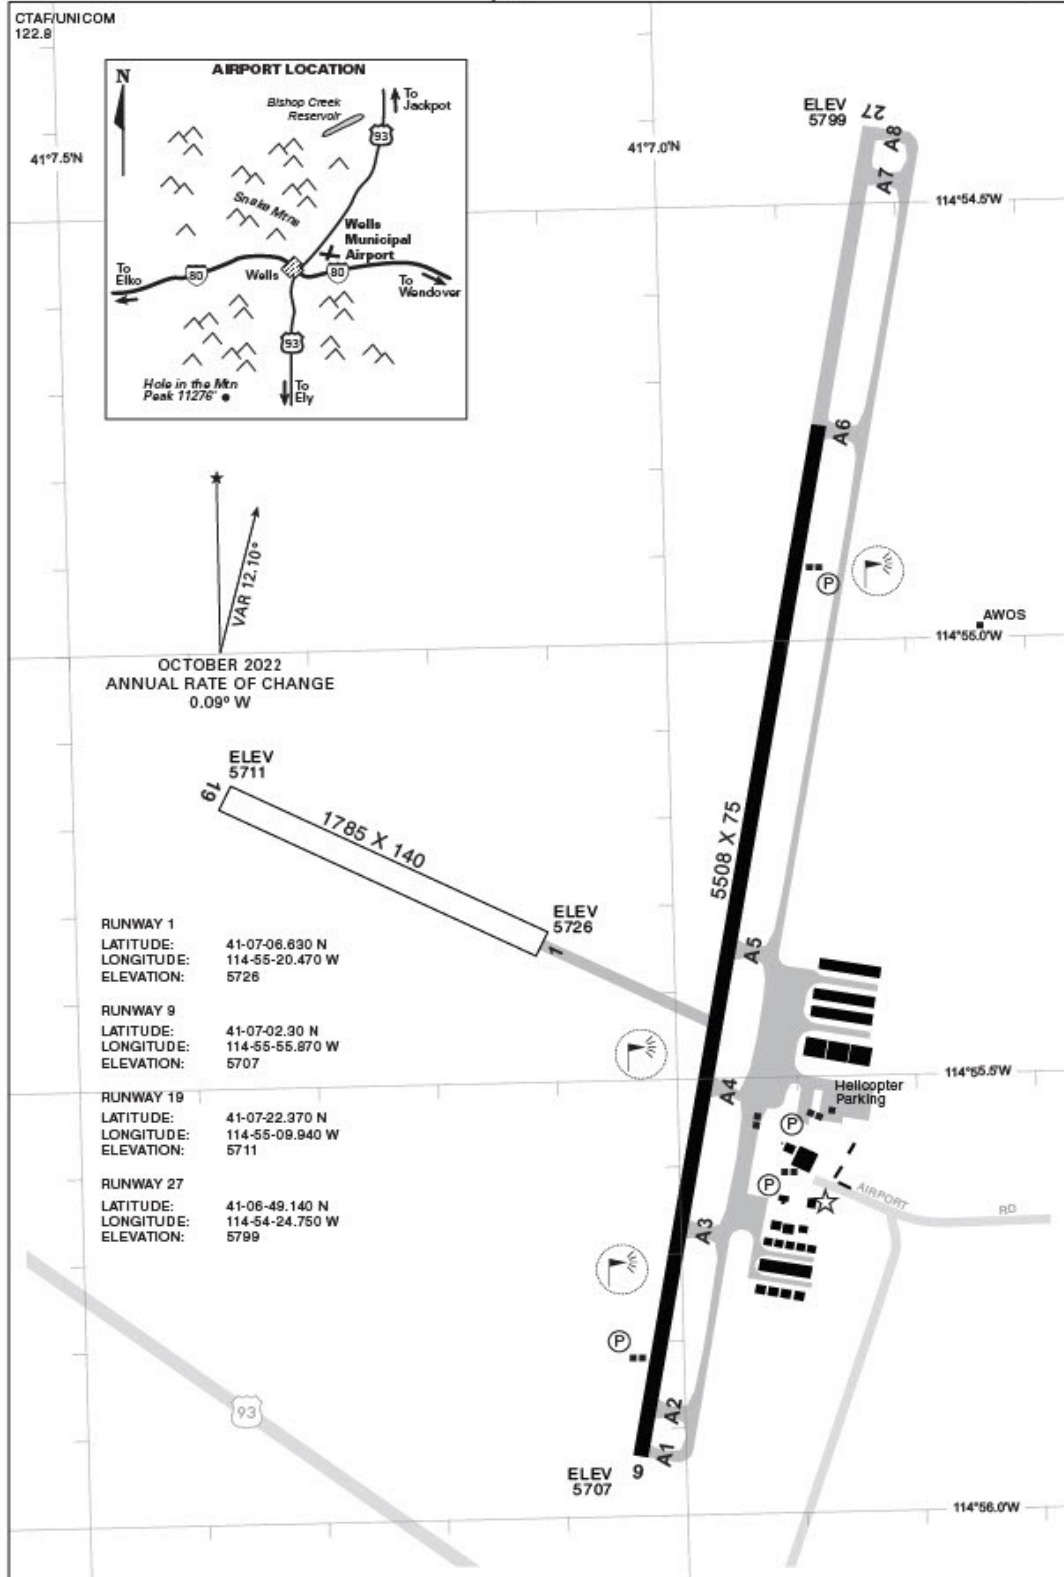 CTAF/UNICOM
122.8
AIRPORT LOCATION
N
Bishop Creek
Reservoir
To
Jackpot
93
Snake Mtns
Wells
Municipal
Airport
To
Elko
80
Wells
80
To
Wendover
93
Hole in the Mtn
Peak 11276'
To
Ely
41°7.5'N
41°7.0'N
ELEV
5799
27
A8
A7
114°54.5'W
A6
VAR 12.10°
OCTOBER 2022
ANNUAL RATE OF CHANGE
0.09° W
P
AWOS
114°55.0'W
ELEV
5711
19
1785 X 140
5508 X 75
ELEV
5726
1
A5
RUNWAY 1
LATITUDE: 41-07-06.630 N
LONGITUDE: 114-55-20.470 W
ELEVATION: 5726
RUNWAY 9
LATITUDE: 41-07-02.30 N
LONGITUDE: 114-55-55.870 W
ELEVATION: 5707
RUNWAY 19
LATITUDE: 41-07-22.370 N
LONGITUDE: 114-55-09.940 W
ELEVATION: 5711
RUNWAY 27
LATITUDE: 41-06-49.140 N
LONGITUDE: 114-54-24.750 W
ELEVATION: 5799
114°55.5'W
A4
Helicopter
Parking
P
P
AIRPORT RD
A3
P
93
A2
A1
9
ELEV
5707
114°56.0'W